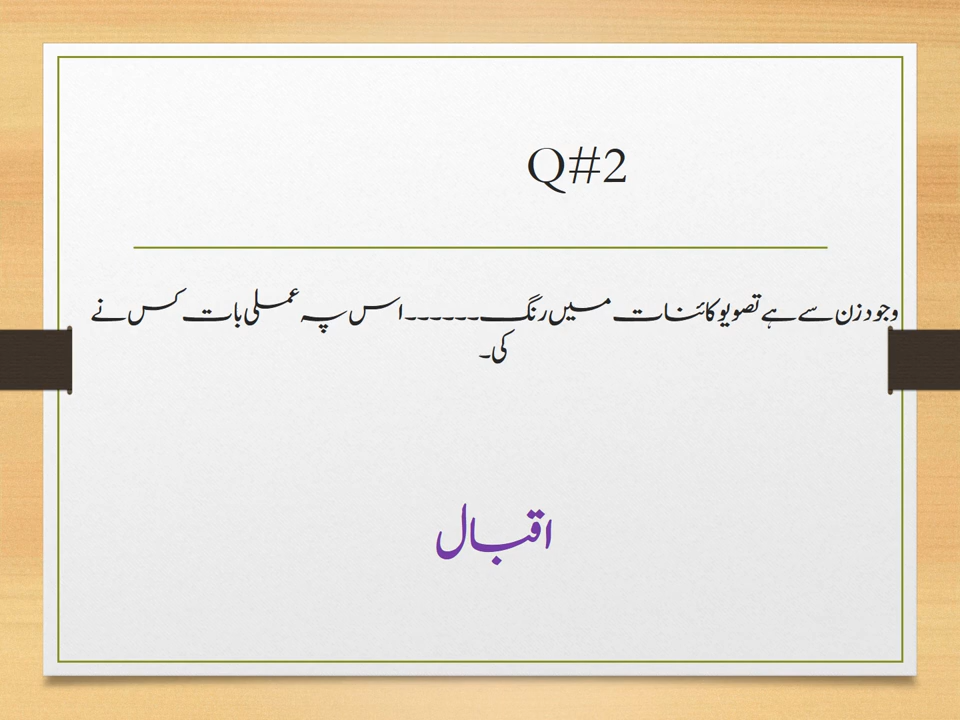 Q#2
وجود زن سے ہے تصویو کائنات میں رنگ۔۔۔۔۔۔اس پہ عملی بات کس نے
کی۔
اقبال